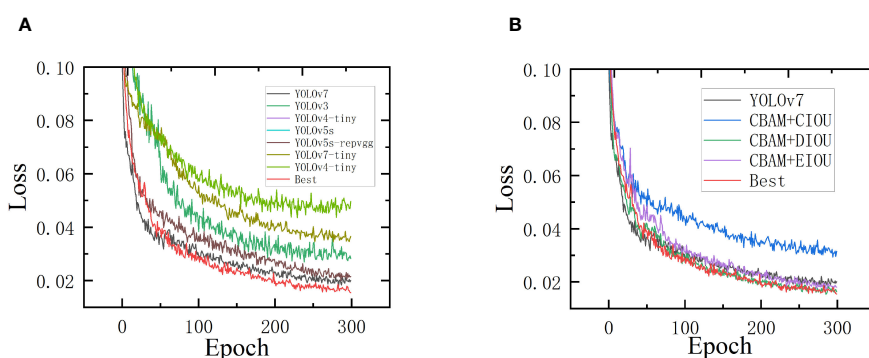 A
B
0.10
0.08
0.06
0.04
0.02
Loss
0
100
200
300
Epoch
YOLOv7
YOLOv3
YOLOv4-tiny
YOLOv5s
YOLOv5s-repvgg
YOLOv7-tiny
YOLOv4-tiny
Best
0.10
0.08
0.06
0.04
0.02
Loss
0
100
200
300
Epoch
YOLOv7
CBAM+CIOU
CBAM+DIOU
CBAM+EIOU
Best